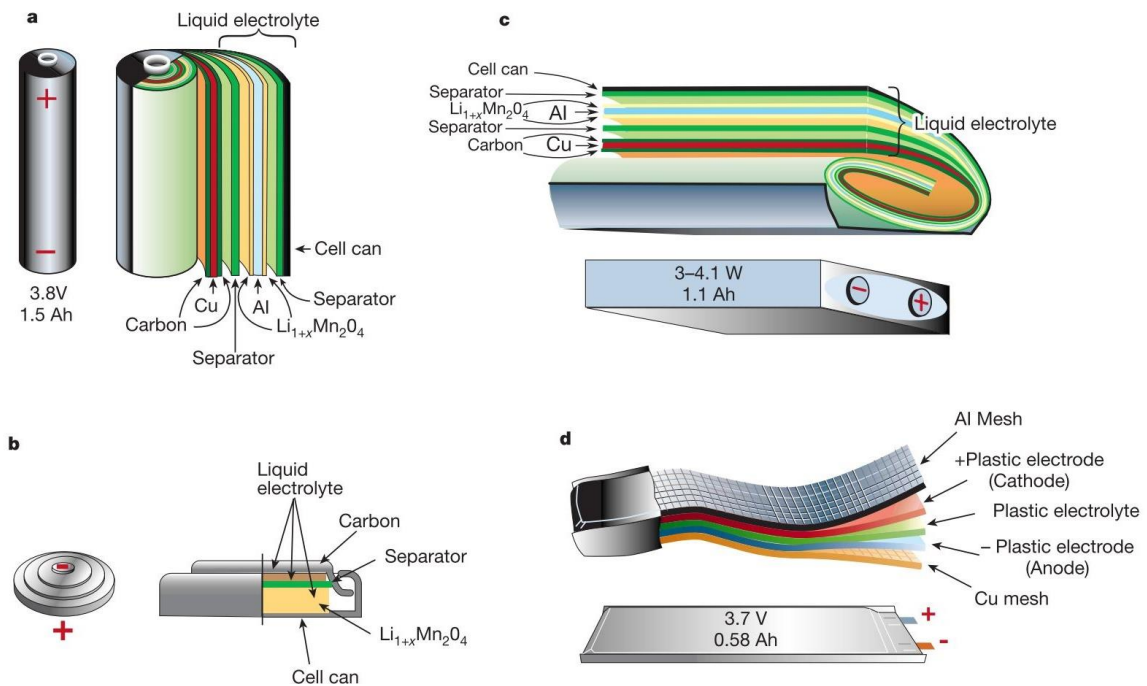 a
Liquid electrolyte
+
−
3.8V
1.5 Ah
Cell can
Separator
Cu
Al
Carbon
Li1+xMn2O4
Separator
c
Cell can
Separator
Li1+xMn2O4
Al
Separator
Carbon
Cu
Liquid electrolyte
3–4.1 W
1.1 Ah
−
+
b
Liquid
electrolyte
Carbon
Separator
Li1+xMn2O4
Cell can
-
+
d
Al Mesh
+Plastic electrode
(Cathode)
Plastic electrolyte
– Plastic electrode
(Anode)
Cu mesh
3.7 V
0.58 Ah
+
-